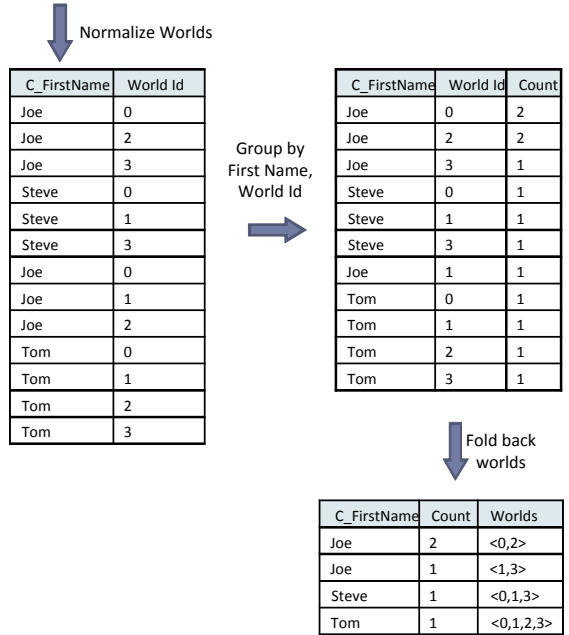 Normalize Worlds
C_FirstName World Id
Joe 0
Joe 2
Joe 3
Steve 0
Steve 1
Steve 3
Joe 0
Joe 1
Joe 2
Tom 0
Tom 1
Tom 2
Tom 3
Group by
First Name,
World Id
C_FirstName World Id Count
Joe 0 2
Joe 2 2
Joe 3 1
Steve 0 1
Steve 1 1
Steve 3 1
Joe 1 1
Tom 0 1
Tom 1 1
Tom 2 1
Tom 3 1
Fold back
worlds
C_FirstName Count Worlds
Joe 2 <0,2>
Joe 1 <1,3>
Steve 1 <0,1,3>
Tom 1 <0,1,2,3>